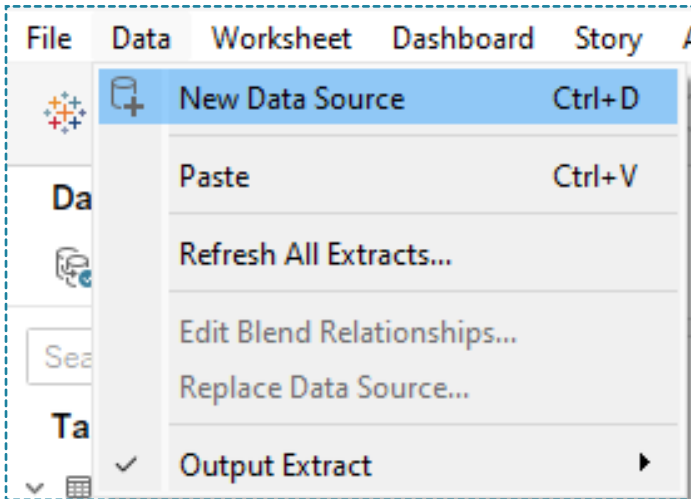 File Data Worksheet Dashboard Story
New Data Source Ctrl+D
Da
Paste Ctrl+V
Refresh All Extracts...
Edit Blend Relationships...
Sea
Replace Data Source...
Ta
Output Extract